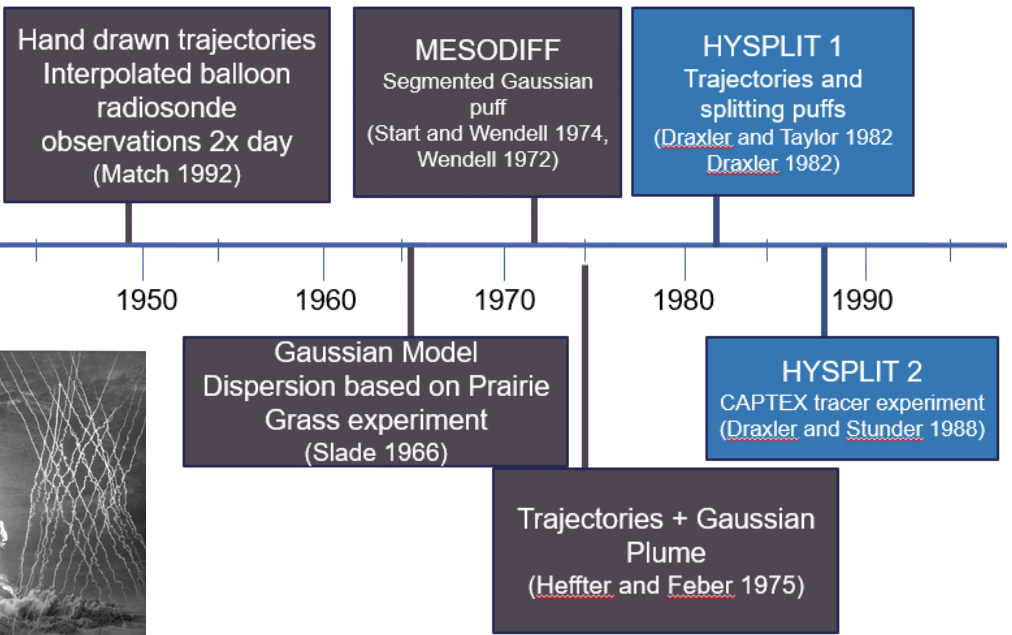 Hand drawn trajectories
Interpolated balloon
radiosonde
observations 2x day
(Match 1992)
MESODIFF
Segmented Gaussian
puff
(Start and Wendell 1974,
Wendell 1972)
HYSPLIT 1
Trajectories and
splitting puffs
(Draxler and Taylor 1982
Draxler 1982)
1950
1960
1970
1980
1990
Gaussian Model
Dispersion based on Prairie
Grass experiment
(Slade 1966)
HYSPLIT 2
CAPTEX tracer experiment
(Draxler and Stunder 1988)
Trajectories + Gaussian
Plume
(Heffter and Feber 1975)